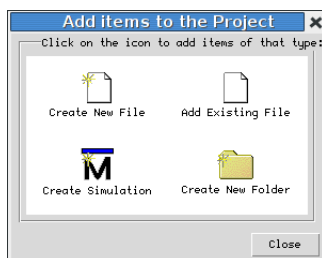 Add items to the Project
Click on the icon to add items of that type:
Create New File
Add Existing File
M
Create Simulation
Create New Folder
Close